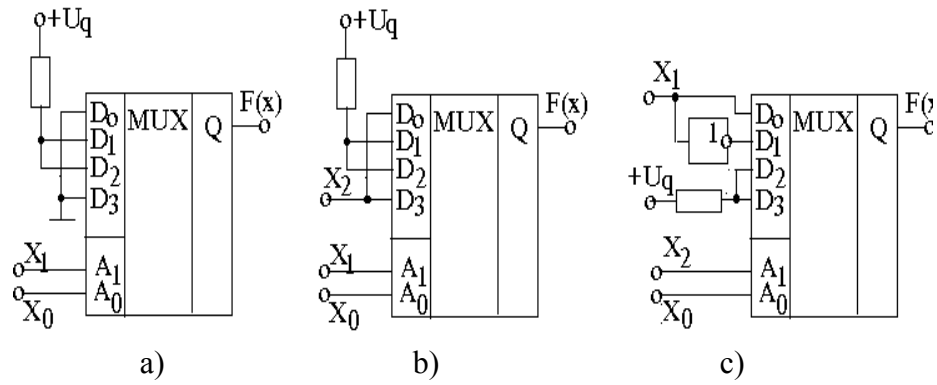 +Uq
D0
D1
D2
D3
MUX
Q
F(x)
X1
A1
X0
A0
a)
+Uq
X2
D0
D1
D2
D3
MUX
Q
F(x)
X1
A1
X0
A0
b)
X1
1
+Uq
D0
D1
D2
D3
MUX
Q
F(x
X2
A1
X0
A0
c)